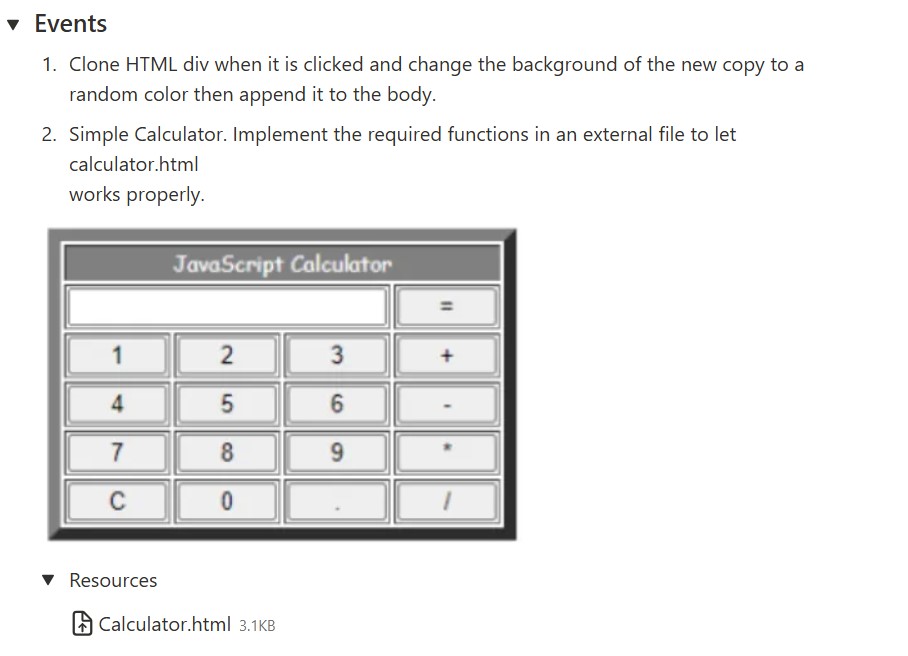 Events
1. Clone HTML div when it is clicked and change the background of the new copy to a
random color then append it to the body.
2. Simple Calculator. Implement the required functions in an external file to let
calculator.html
works properly.
JavaScript Calculator
=
1 2 3 +
4 5 6 -
7 8 9 *
C 0 . /
Resources
Calculator.html 3.1KB